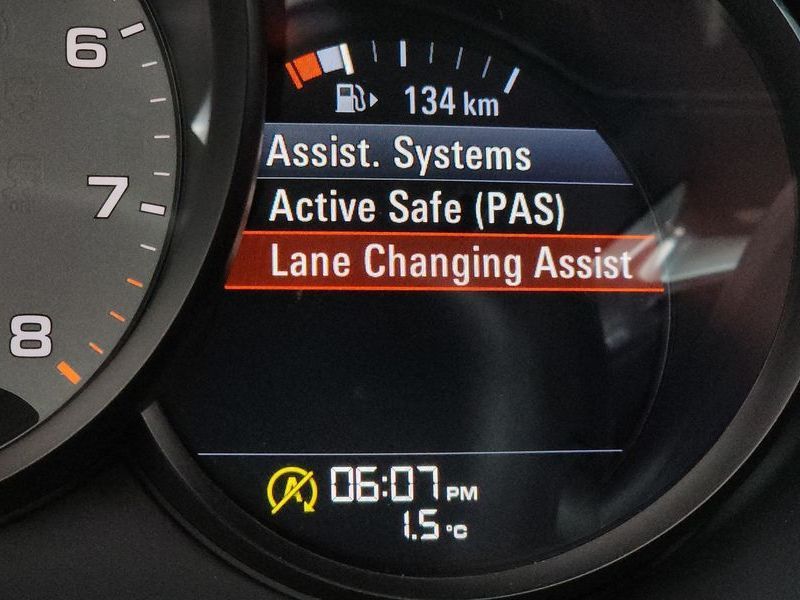 6
7
8
134 km
Assist. Systems
Active Safe (PAS)
Lane Changing Assist
A 06:07 PM
1.5 °C